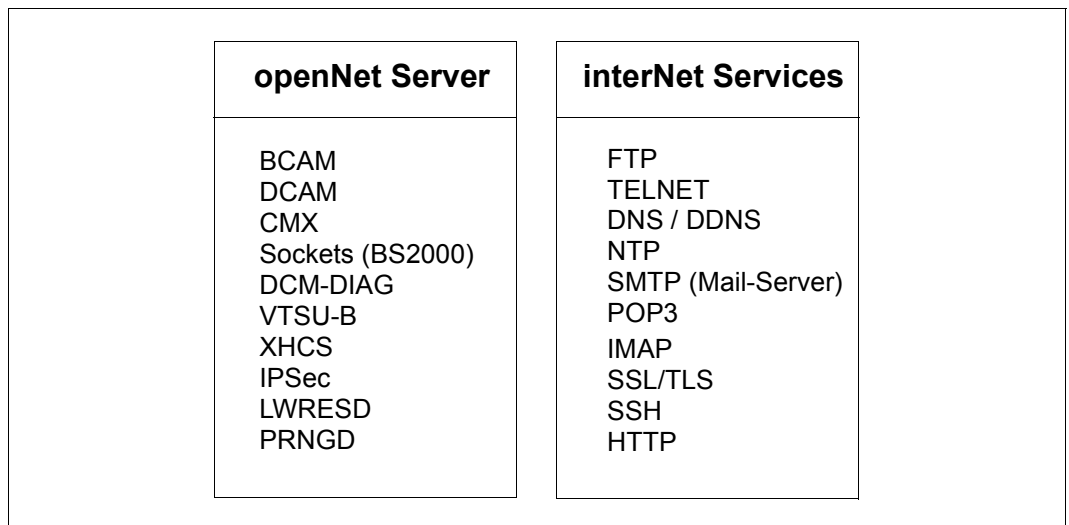 openNet Server
BCAM
DCAM
CMX
Sockets (BS2000)
DCM-DIAG
VTSU-B
XHCS
IPSec
LWRESD
PRNGD
interNet Services
FTP
TELNET
DNS / DDNS
NTP
SMTP (Mail-Server)
POP3
IMAP
SSL/TLS
SSH
HTTP